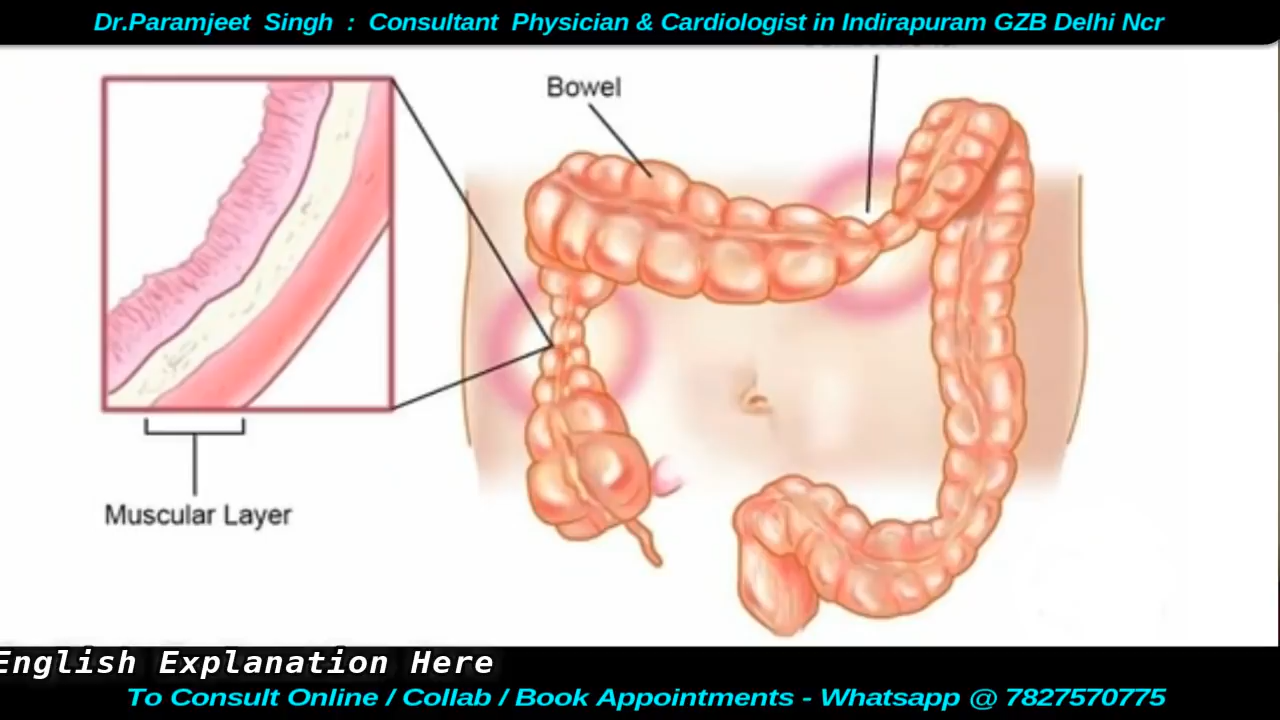 Dr.Paramjeet Singh : Consultant Physician & Cardiologist in Indirapuram GZB Delhi Ncr
Bowel
Muscular Layer
English Explanation Here
To Consult Online / Collab / Book Appointments - Whatsapp @ 7827570775